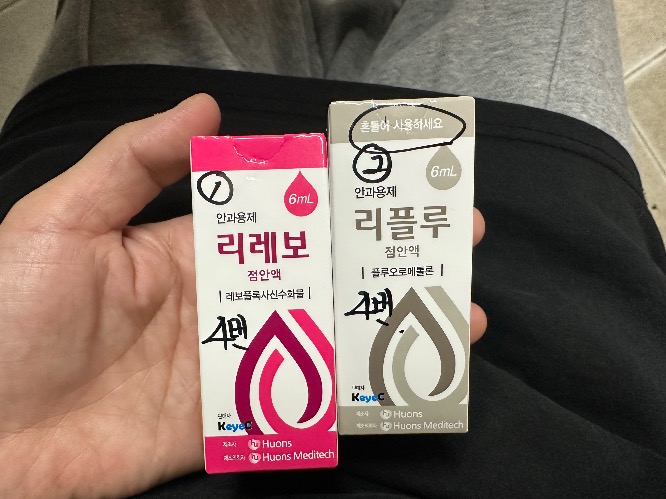 1
6mL
안과용제
리레보
점안액
레보플록사신수화물
4번
KeyeC
Huons
Huons Meditech
흔들어 사용하세요
2
6mL
안과용제
리플루
점안액
플루오로메톨론
4번
KeyeC
Huons
Huons Meditech